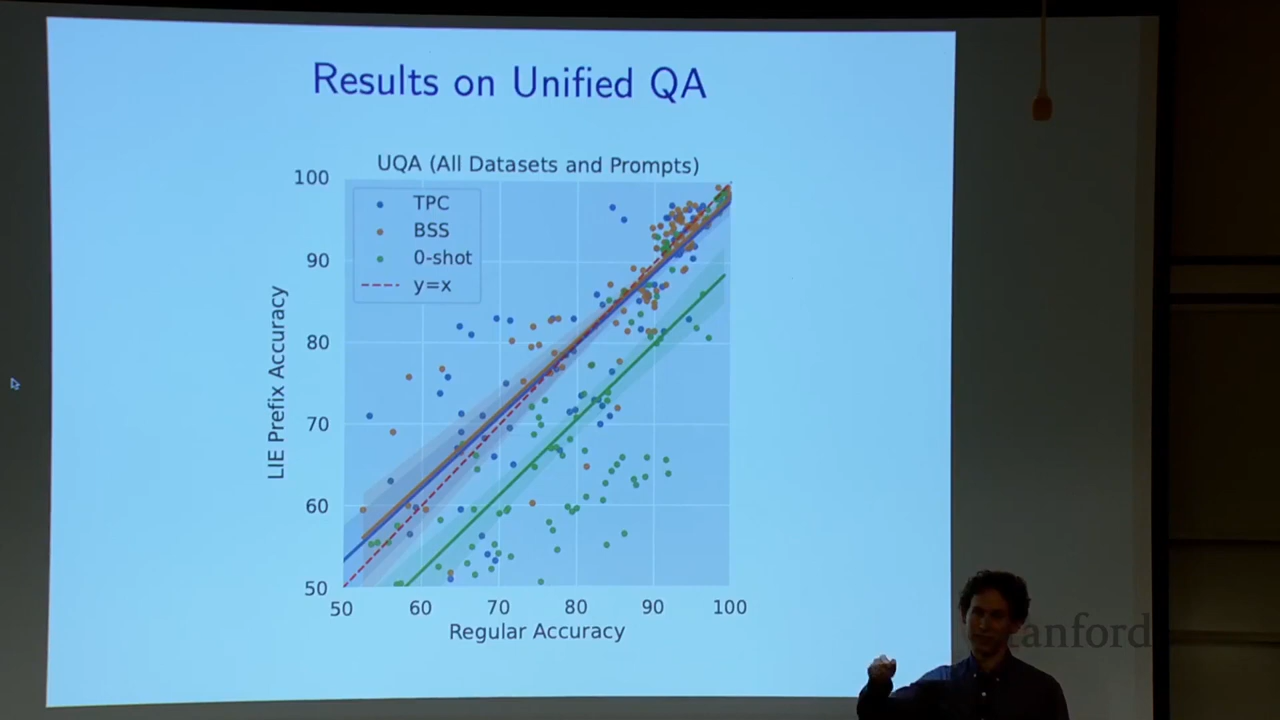 Results on Unified QA
UQA (All Datasets and Prompts)
100
90
80
70
60
50
LIE Prefix Accuracy
TPC
BSS
0-shot
y=x
50 60 70 80 90 100
Regular Accuracy
tanford